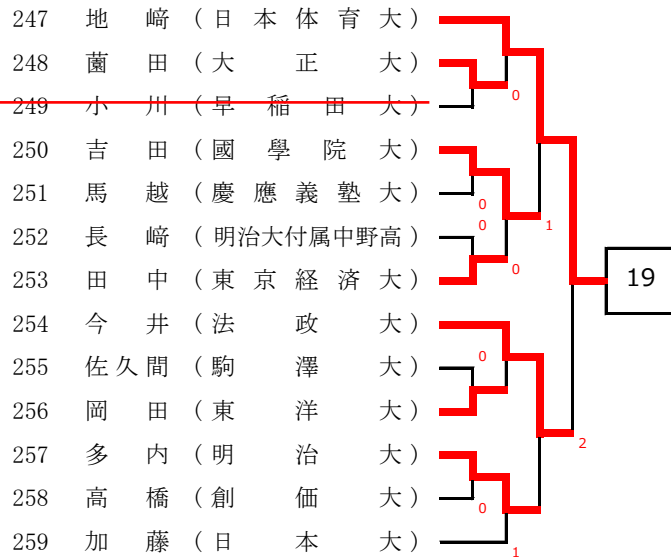 247 地 﨑 （日 本 体 育 大）
248 薗 田 （大 正 大）
0
249 小 川 （早 稲 田 大）
250 吉 田 （國 學 院 大）
251 馬 越 （慶 應 義 塾 大）
0
0
1
252 長 﨑 （明治大付属中野高）
0
253 田 中 （東 京 経 済 大）
19
254 今 井 （法 政 大）
0
255 佐久間 （駒 澤 大）
256 岡 田 （東 洋 大）
2
257 多 内 （明 治 大）
258 高 橋 （創 価 大）
0
259 加 藤 （日 本 大）
1